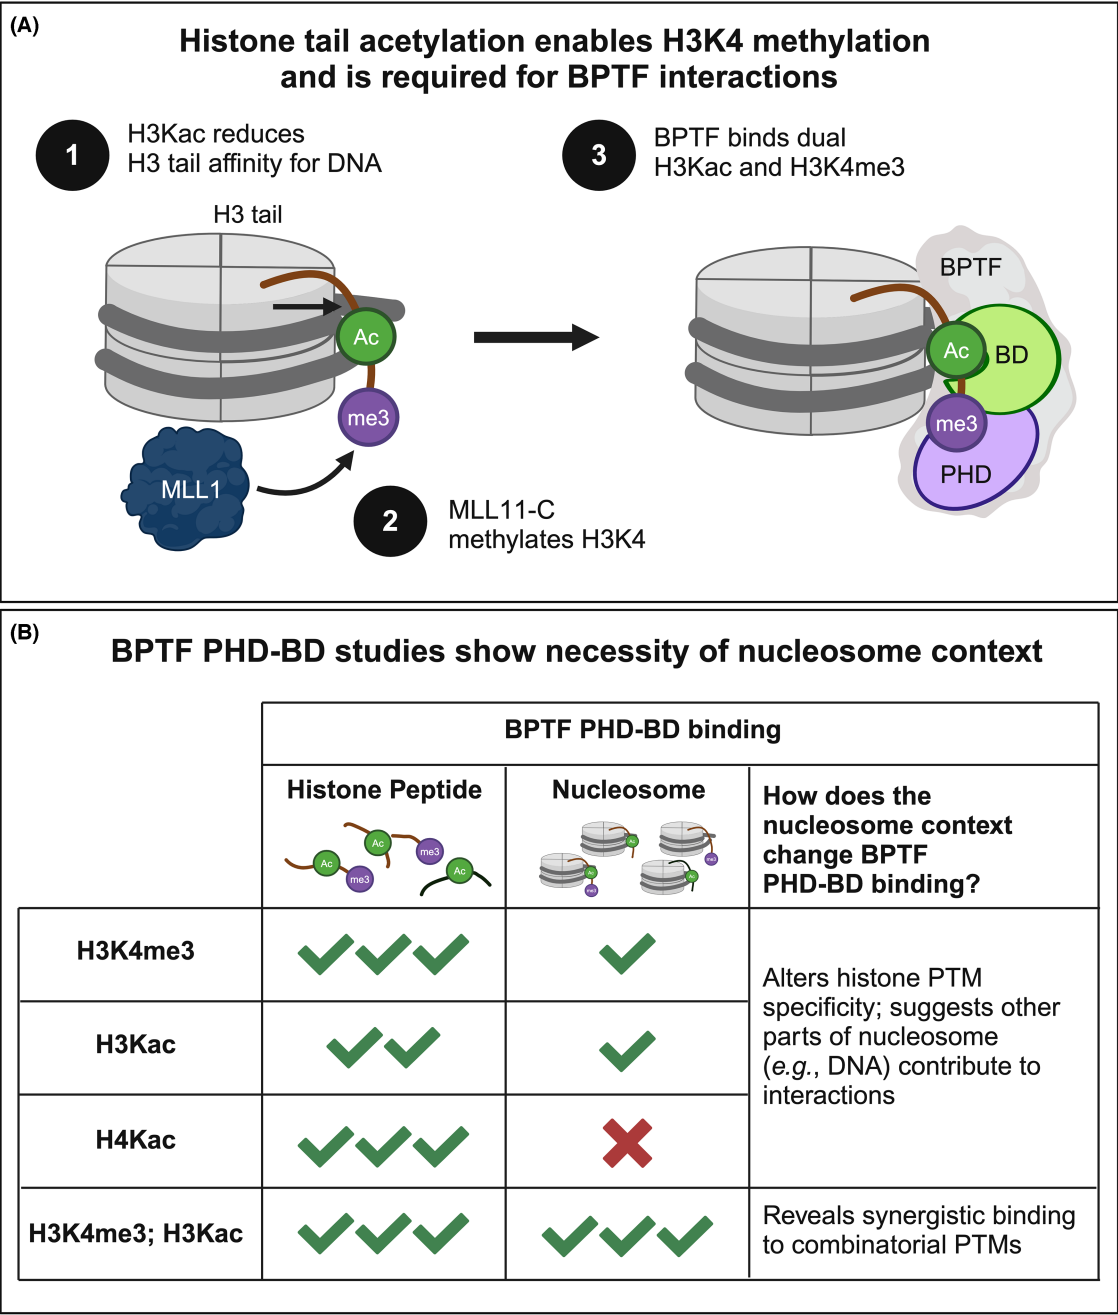 (A)
Histone tail acetylation enables H3K4 methylation
and is required for BPTF interactions
1
H3Kac reduces
H3 tail affinity for DNA
H3 tail
Ac
me3
MLL1
2
MLL11-C
methylates H3K4
3
BPTF binds dual
H3Kac and H3K4me3
BPTF
Ac
BD
me3
PHD
(B)
BPTF PHD-BD studies show necessity of nucleosome context
BPTF PHD-BD binding
Histone Peptide
Ac
me3
Ac
me3
Ac
Nucleosome
Ac
me3
Ac
me3
Ac
How does the
nucleosome context
change BPTF
PHD-BD binding?
H3K4me3
H3Kac
H4Kac
Alters histone PTM
specificity; suggests other
parts of nucleosome
(e.g., DNA) contribute to
interactions
H3K4me3; H3Kac
Reveals synergistic binding
to combinatorial PTMs